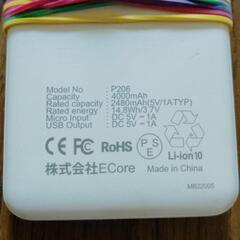 Model No : P206
Capacity : 4000mAh
Rated capacity : 2480mAh(5V/1ATYP)
Rated energy : 14.8Wh/3.7V
Micro Input : DC 5V = 1A
USB Output : DC 5V = 1A
CE FC RoHS PSE
Li-ion10
株式会社ECore
Made in China
MB22005